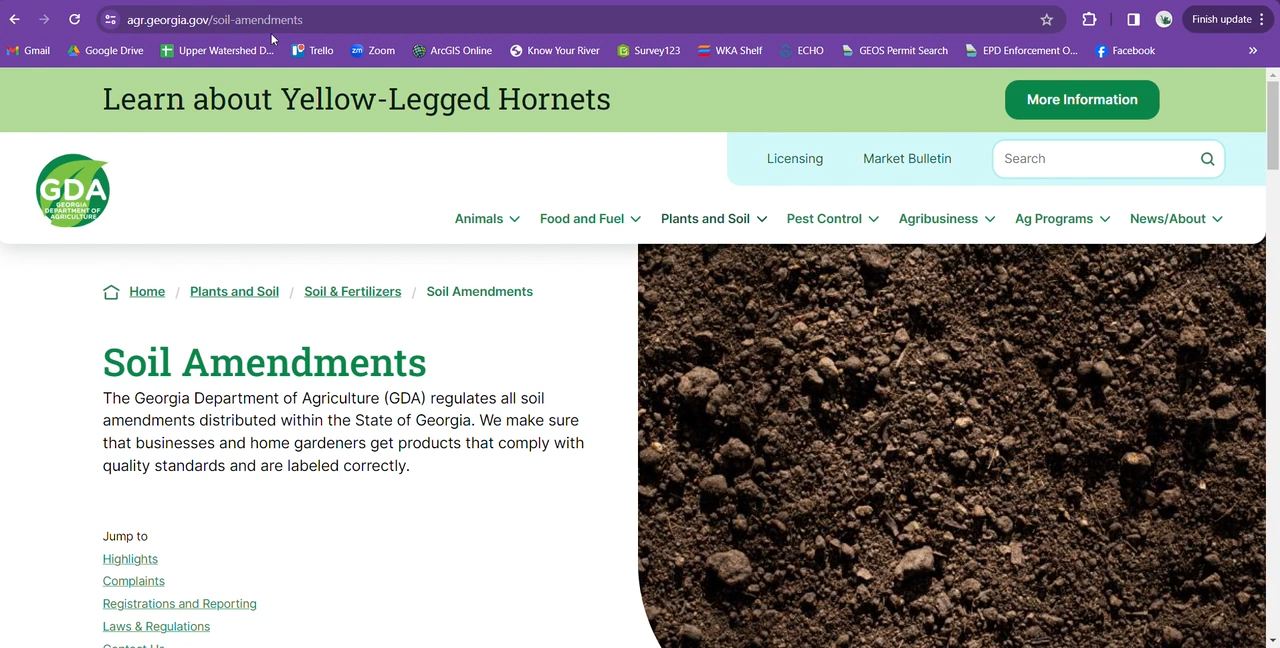 agr.georgia.gov/soil-amendments
Finish update
Gmail
Google Drive
Upper Watershed D...
Trello
Zoom
ArcGIS Online
Know Your River
Survey123
WKA Shelf
ECHO
GEOS Permit Search
EPD Enforcement O...
Facebook
Learn about Yellow-Legged Hornets
More Information
Licensing
Market Bulletin
Search
GDA
GEORGIA
DEPARTMENT OF
AGRICULTURE
Animals
Food and Fuel
Plants and Soil
Pest Control
Agribusiness
Ag Programs
News/About
Home / Plants and Soil / Soil & Fertilizers / Soil Amendments
Soil Amendments
The Georgia Department of Agriculture (GDA) regulates all soil
amendments distributed within the State of Georgia. We make sure
that businesses and home gardeners get products that comply with
quality standards and are labeled correctly.
Jump to
Highlights
Complaints
Registrations and Reporting
Laws & Regulations